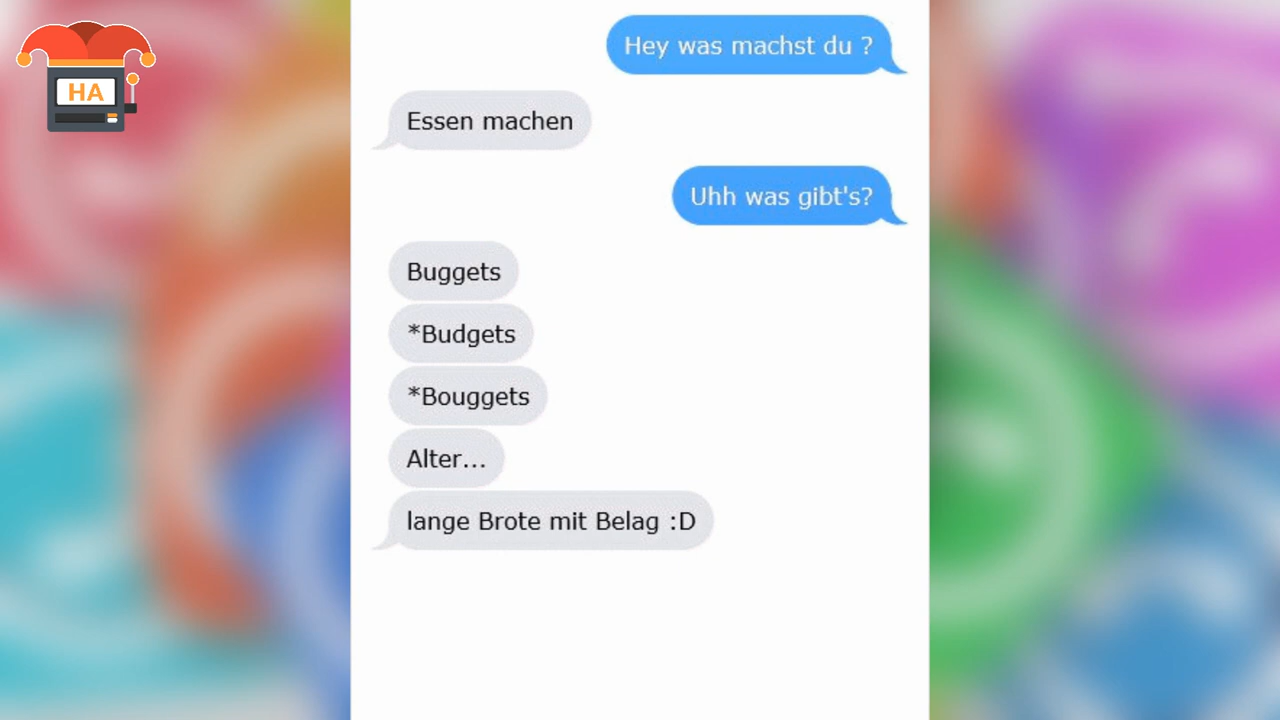 HA
Hey was machst du ?
Essen machen
Uhh was gibt's?
Buggets
*Budgets
*Bouggets
Alter...
lange Brote mit Belag :D